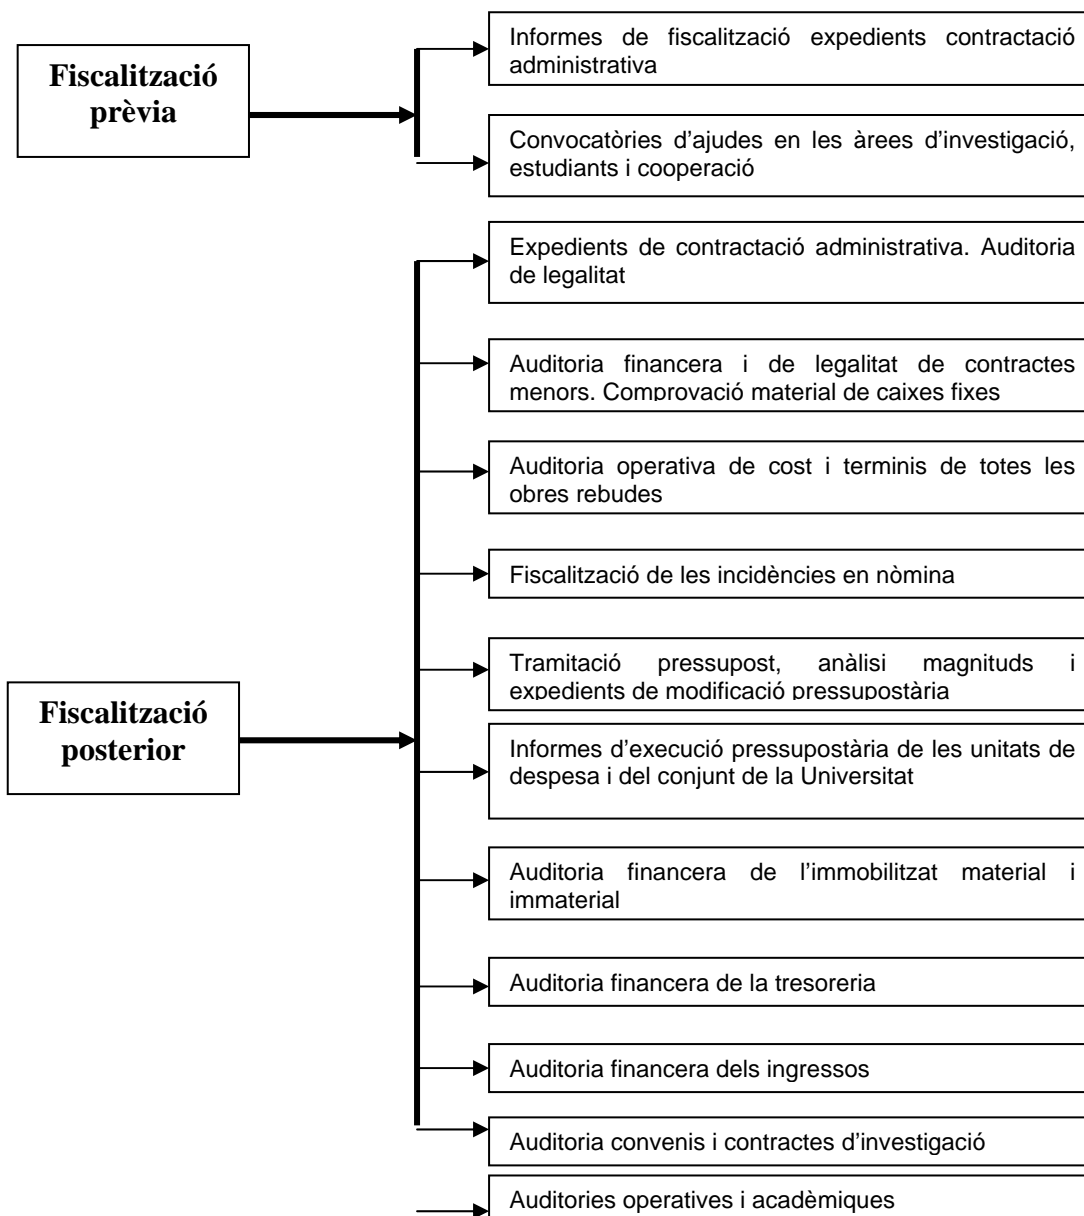 Fiscalització
prèvia
Informes de fiscalització expedients contractació
administrativa
Convocatòries d’ajudes en les àrees d’investigació,
estudiants i cooperació
Fiscalització
posterior
Expedients de contractació administrativa. Auditoria
de legalitat
Auditoria financera i de legalitat de contractes
menors. Comprovació material de caixes fixes
Auditoria operativa de cost i terminis de totes les
obres rebudes
Fiscalització de les incidències en nòmina
Tramitació pressupost, anàlisi magnituds i
expedients de modificació pressupostària
Informes d’execució pressupostària de les unitats de
despesa i del conjunt de la Universitat
Auditoria financera de l’immobilitzat material i
immaterial
Auditoria financera de la tresoreria
Auditoria financera dels ingressos
Auditoria convenis i contractes d’investigació
Auditories operatives i acadèmiques